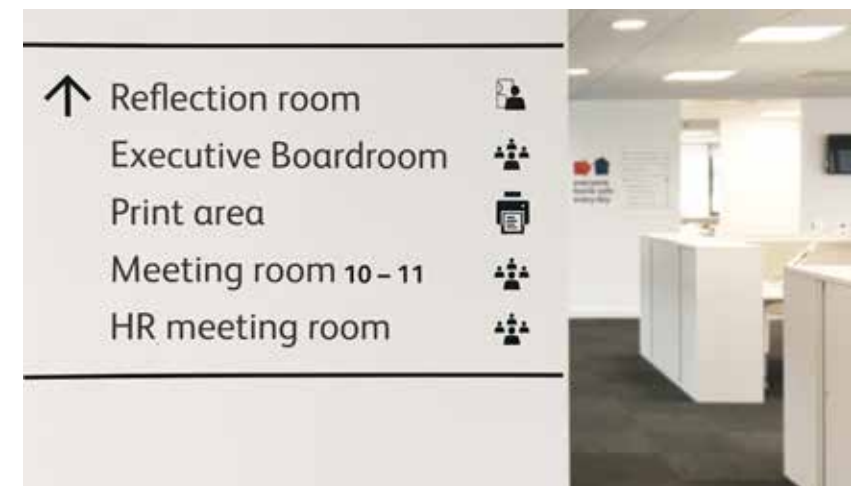 Reflection room
Executive Boardroom
Print area
Meeting room 10 – 11
HR meeting room